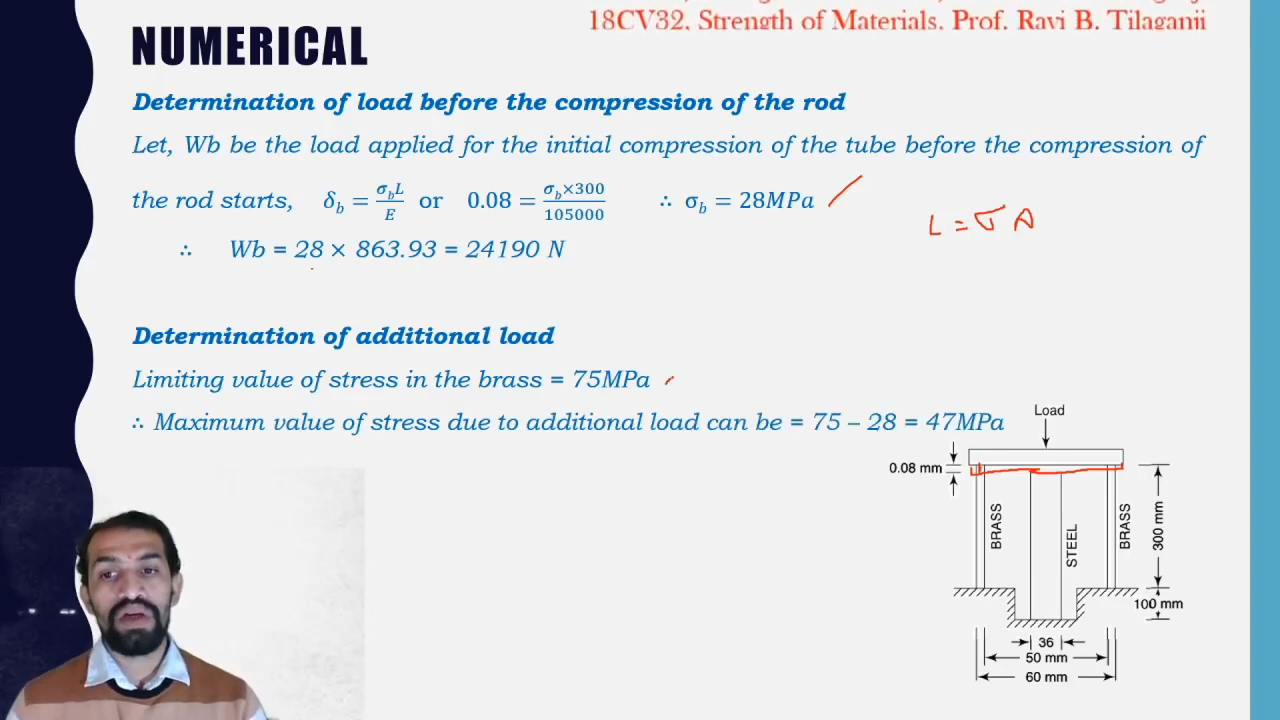 18CV32, Strength of Materials, Prof. Ravi B. Tilaganji
NUMERICAL
Determination of load before the compression of the rod
Let, Wb be the load applied for the initial compression of the tube before the compression of
the rod starts, δ_b = σ_b L / E or 0.08 = σ_b×300 / 105000 ∴ σ_b = 28MPa
L = σ A
∴ Wb = 28 × 863.93 = 24190 N
Determination of additional load
Limiting value of stress in the brass = 75MPa
∴ Maximum value of stress due to additional load can be = 75 – 28 = 47MPa
Load
0.08 mm
BRASS
STEEL
BRASS
300 mm
100 mm
36
50 mm
60 mm